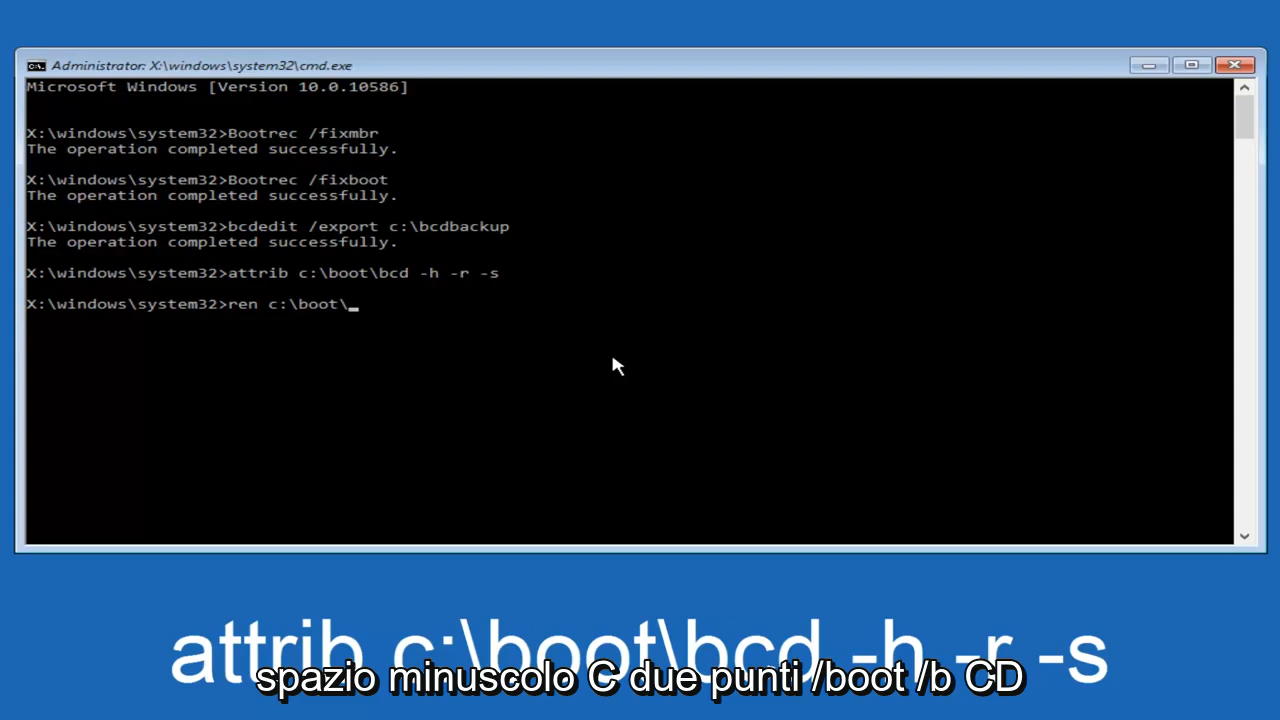 Administrator: X:\windows\system32\cmd.exe
Microsoft Windows [Version 10.0.10586]
X:\windows\system32>Bootrec /fixmbr
The operation completed successfully.
X:\windows\system32>Bootrec /fixboot
The operation completed successfully.
X:\windows\system32>bcdedit /export c:\bcdbackup
The operation completed successfully.
X:\windows\system32>attrib c:\boot\bcd -h -r -s
X:\windows\system32>ren c:\boot\_
attrib c:\boot\bcd -h -r -s
spazio minuscolo C due punti /boot /b CD